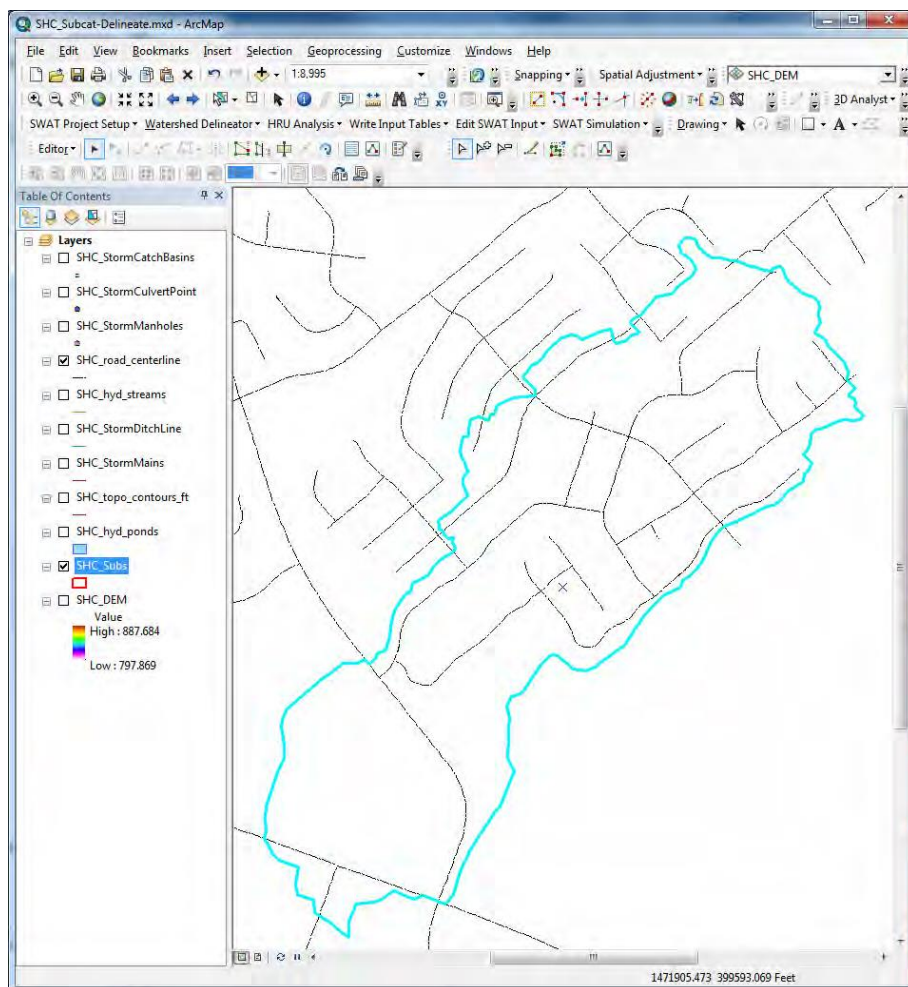 SHC_Subcat-Delineate.mxd - ArcMap
File Edit View Bookmarks Insert Selection Geoprocessing Customize Windows Help
1:8,995 Snapping Spatial Adjustment SHC_DEM
3D Analyst
SWAT Project Setup Watershed Delineator HRU Analysis Write Input Tables Edit SWAT Input SWAT Simulation Drawing A
Editor
Table Of Contents
Layers
SHC_StormCatchBasins
SHC_StormCulvertPoint
SHC_StormManholes
SHC_road_centerline
SHC_hyd_streams
SHC_StormDitchLine
SHC_StormMains
SHC_topo_contours_ft
SHC_hyd_ponds
SHC_Subs
SHC_DEM
Value
High : 887.684
Low : 797.869
1471905.473 399593.069 Feet